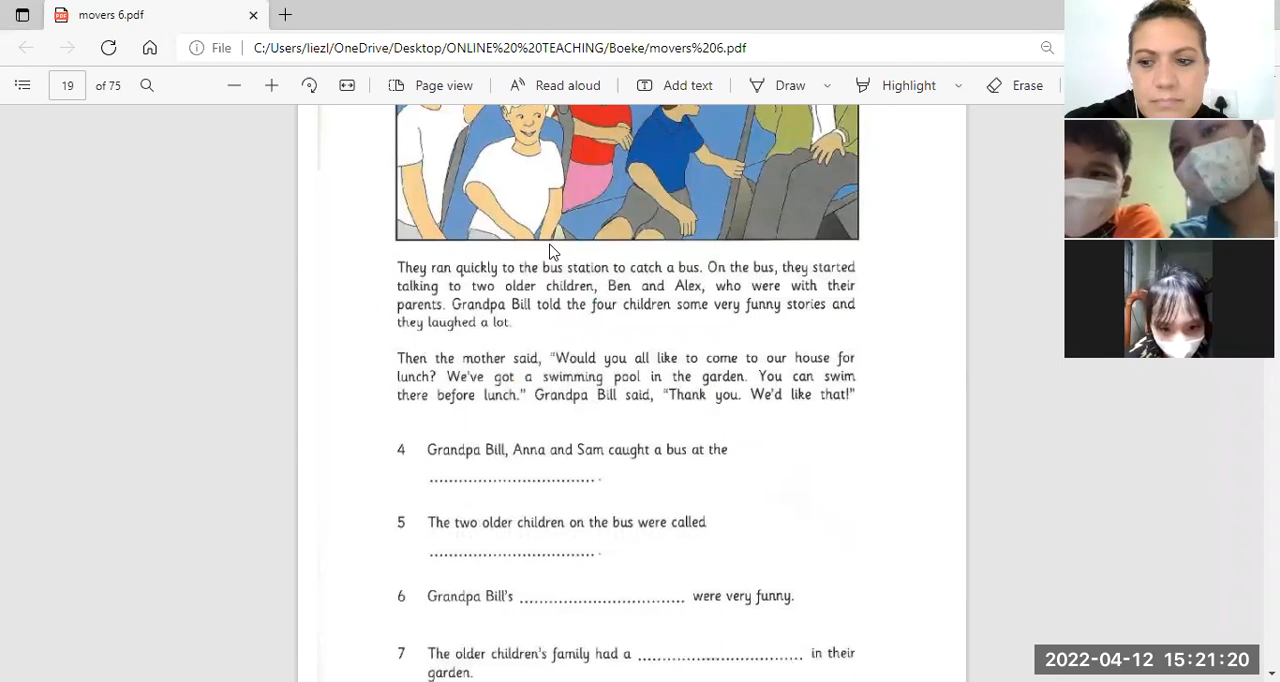 movers 6.pdf
File C:/Users/liezl/OneDrive/Desktop/ONLINE%20%20TEACHING/Boeke/movers%206.pdf
19 of 75 Page view Read aloud Add text Draw Highlight Erase
They ran quickly to the bus station to catch a bus. On the bus, they started
talking to two older children, Ben and Alex, who were with their
parents. Grandpa Bill told the four children some very funny stories and
they laughed a lot.
Then the mother said, “Would you all like to come to our house for
lunch? We’ve got a swimming pool in the garden. You can swim
there before lunch.” Grandpa Bill said, “Thank you. We’d like that!”
4 Grandpa Bill, Anna and Sam caught a bus at the
.................................. .
5 The two older children on the bus were called
.................................. .
6 Grandpa Bill’s .................................. were very funny.
7 The older children’s family had a .................................. in their
garden.
2022-04-12 15:21:20